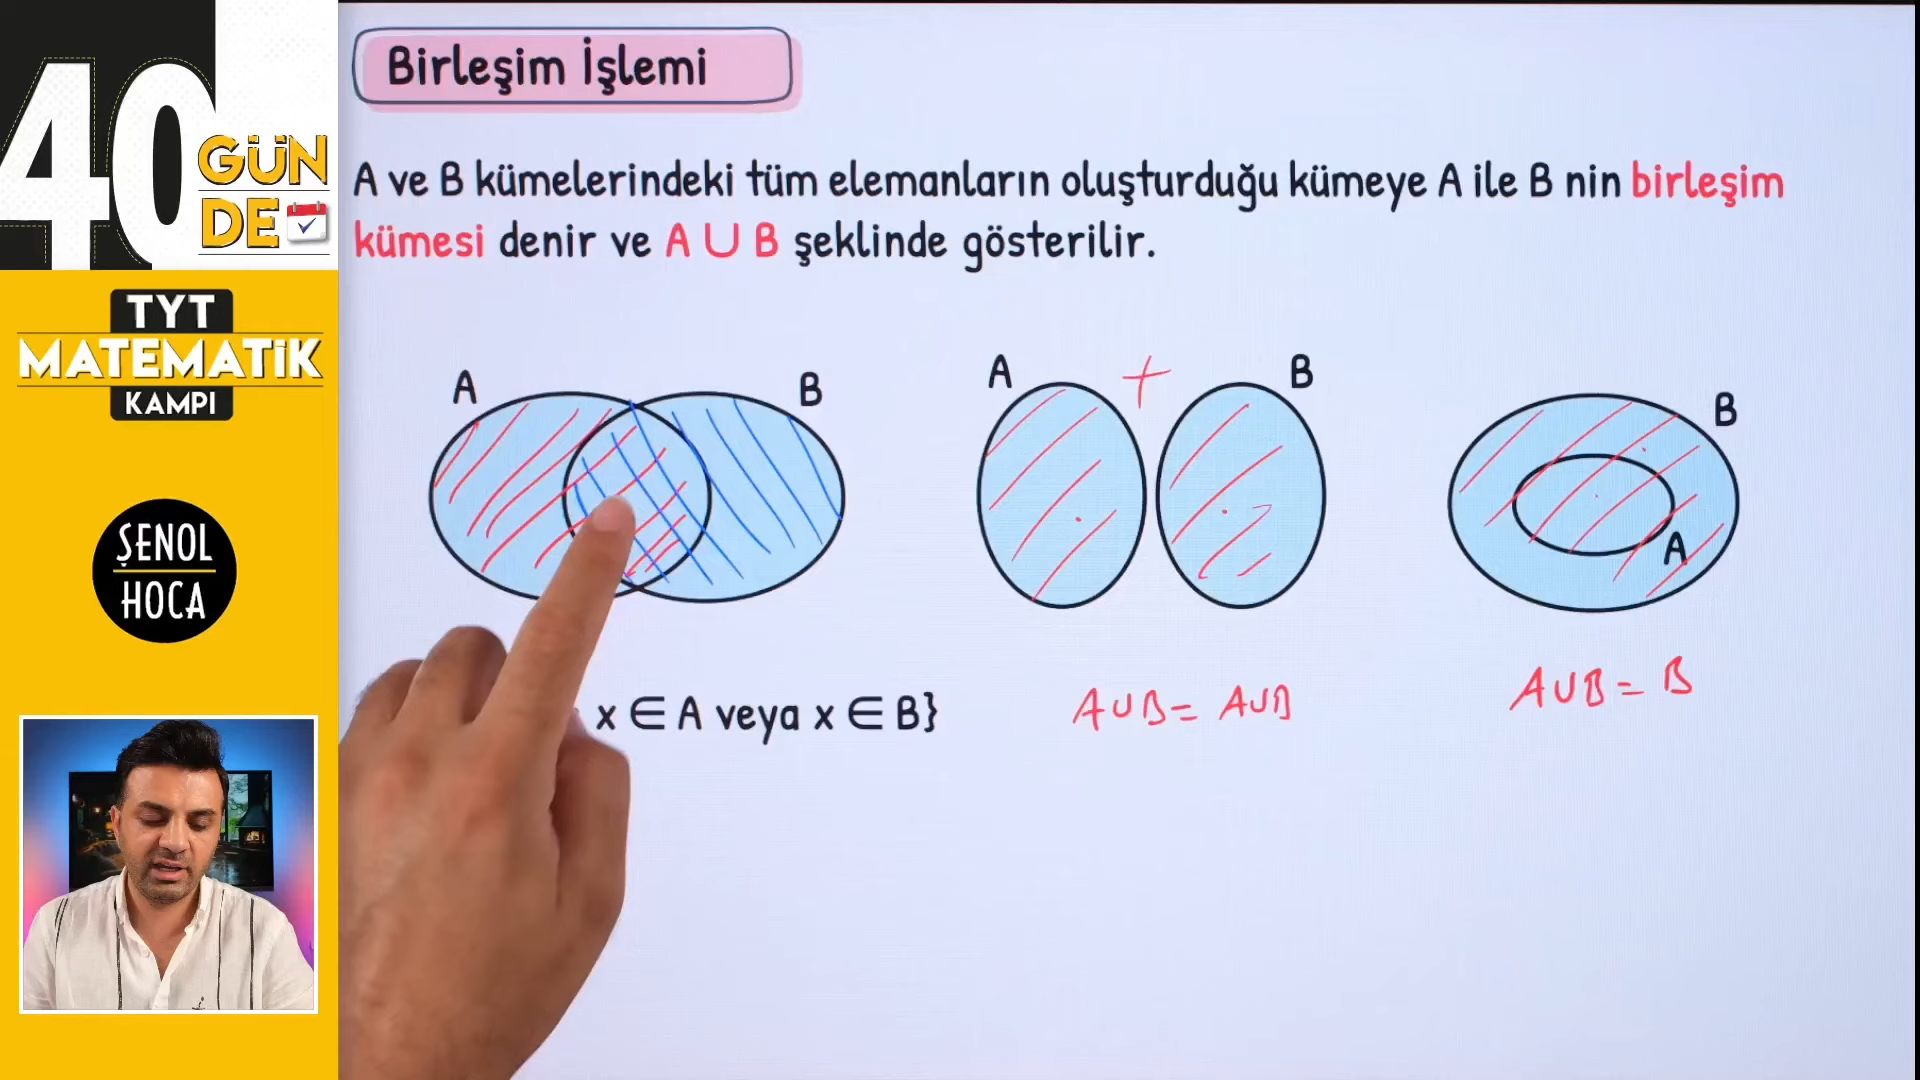 40
GÜN
DE
TYT
MATEMATİK
KAMPI
ŞENOL
HOCA
Birleşim İşlemi
A ve B kümelerindeki tüm elemanların oluşturduğu kümeye A ile B nin birleşim
kümesi denir ve A ∪ B şeklinde gösterilir.
A B
A + B
B
A
x ∈ A veya x ∈ B}
A∪B = A∪B
A∪B = B